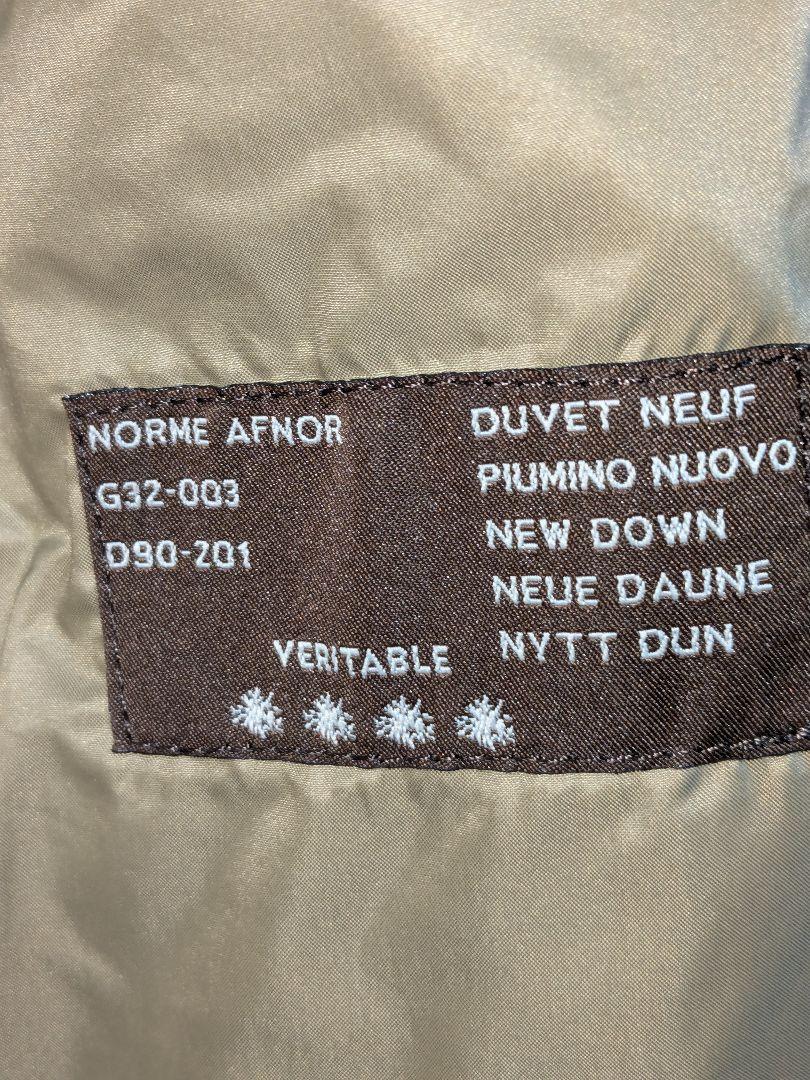 NORME AFNOR
G32-003
D90-201
DUVET NEUF
PIUMINO NUOVO
NEW DOWN
NEUE DAUNE
NYTT DUN
VERITABLE